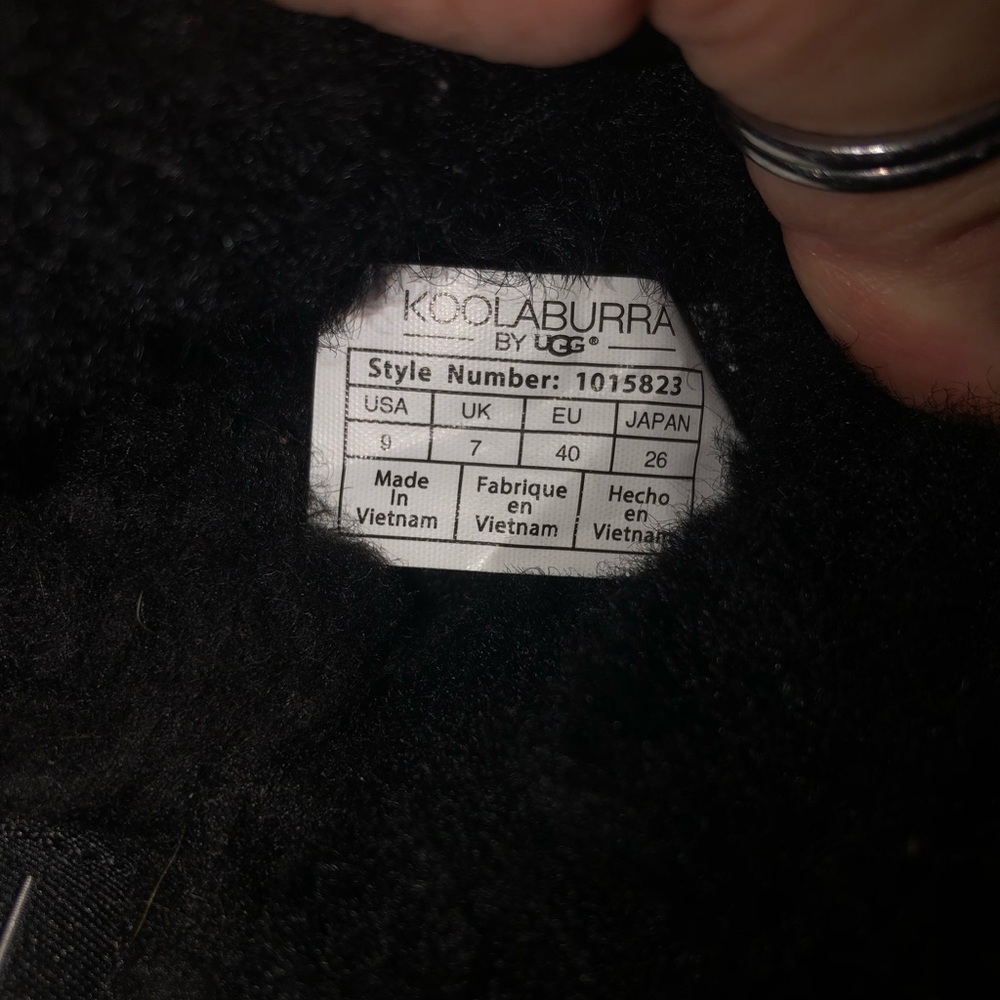 KOOLABURRA
BY UGG®
Style Number: 1015823
USA UK EU JAPAN
9 7 40 26
Made Fabrique Hecho
In en en
Vietnam Vietnam Vietnam